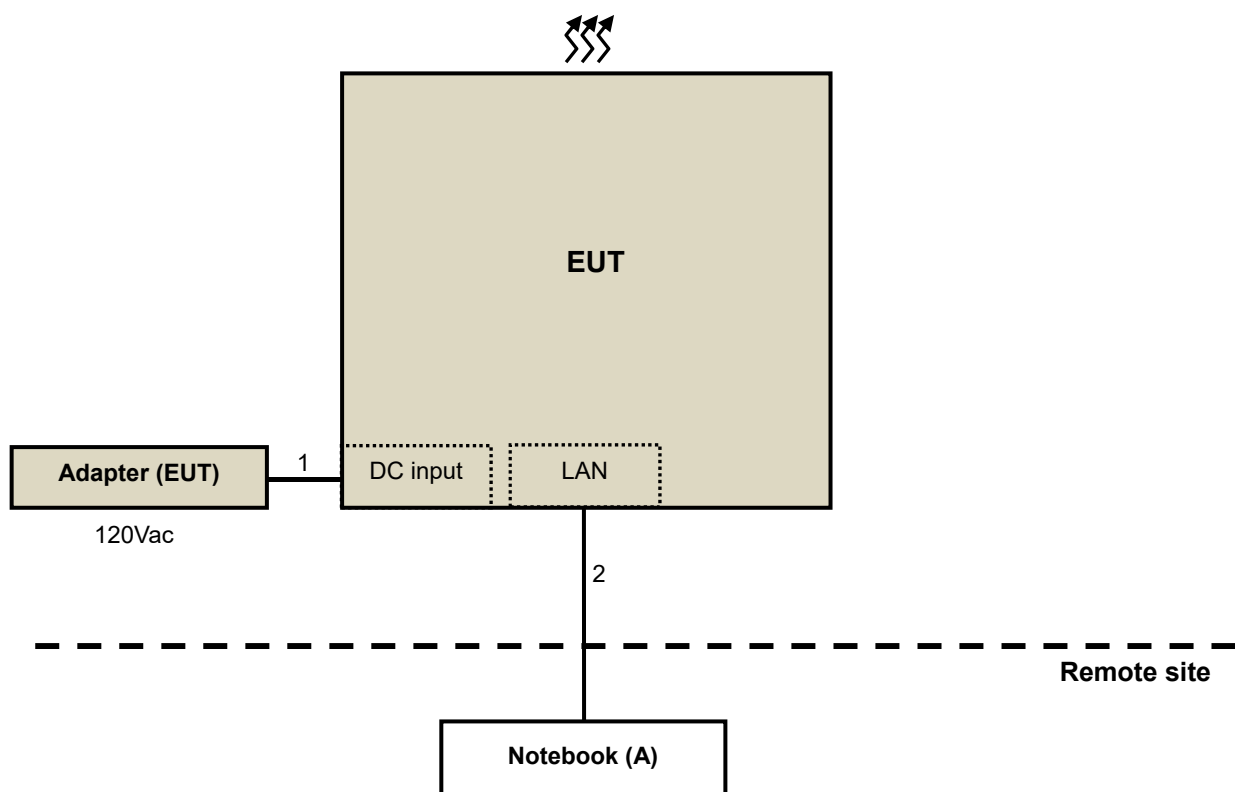 EUT
Adapter (EUT)
1
DC input
LAN
120Vac
2
Remote site
Notebook (A)